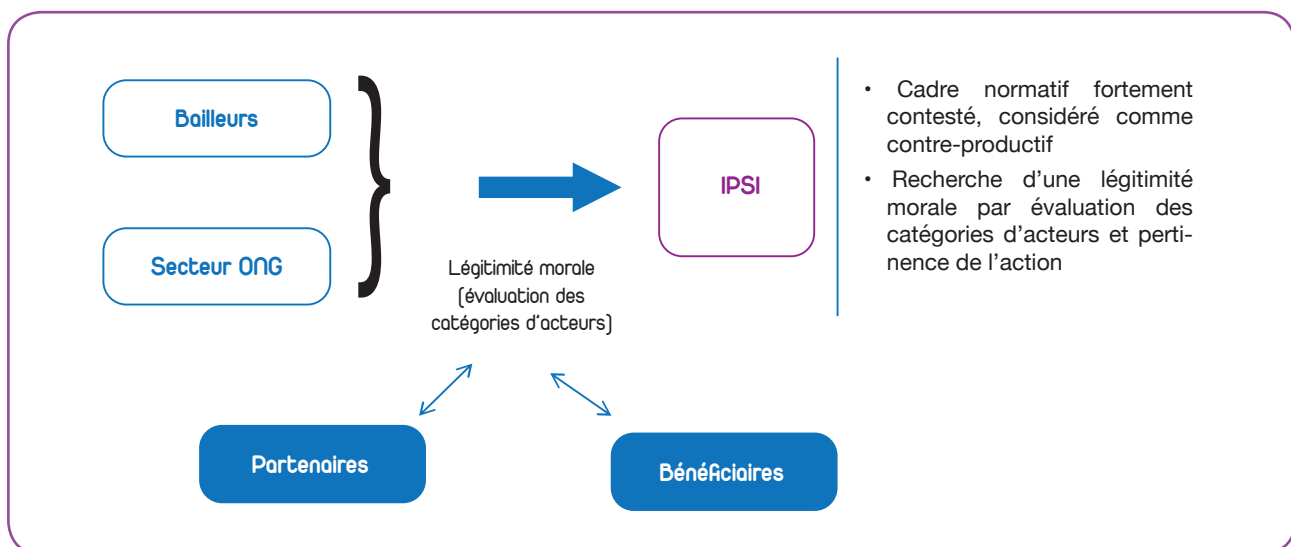 Bailleurs
Secteur ONG
Légitimité morale
(évaluation des
catégories d'acteurs)
IPSI
Partenaires
Bénéficiaires
• Cadre normatif fortement
contesté, considéré comme
contre-productif
• Recherche d'une légitimité
morale par évaluation des
catégories d'acteurs et perti-
nence de l'action